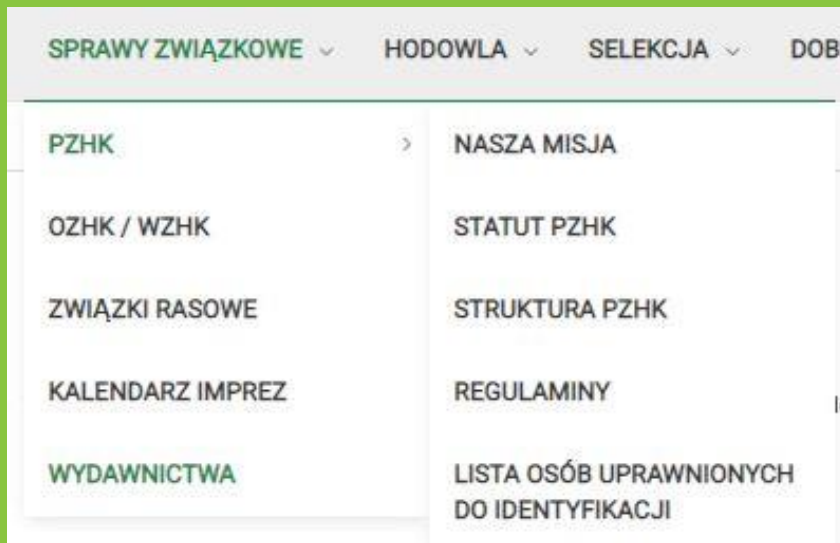 SPRAWY ZWIĄZKOWE
HODOWLA
SELEKCJA
PZHK
OZHK / WZHK
ZWIĄZKI RASOWE
KALENDARZ IMPREZ
WYDAWNICTWA
NASZA MISJA
STATUT PZHK
STRUKTURA PZHK
REGULAMINY
LISTA OSÓB UPRAWNIONYCH
DO IDENTYFIKACJI